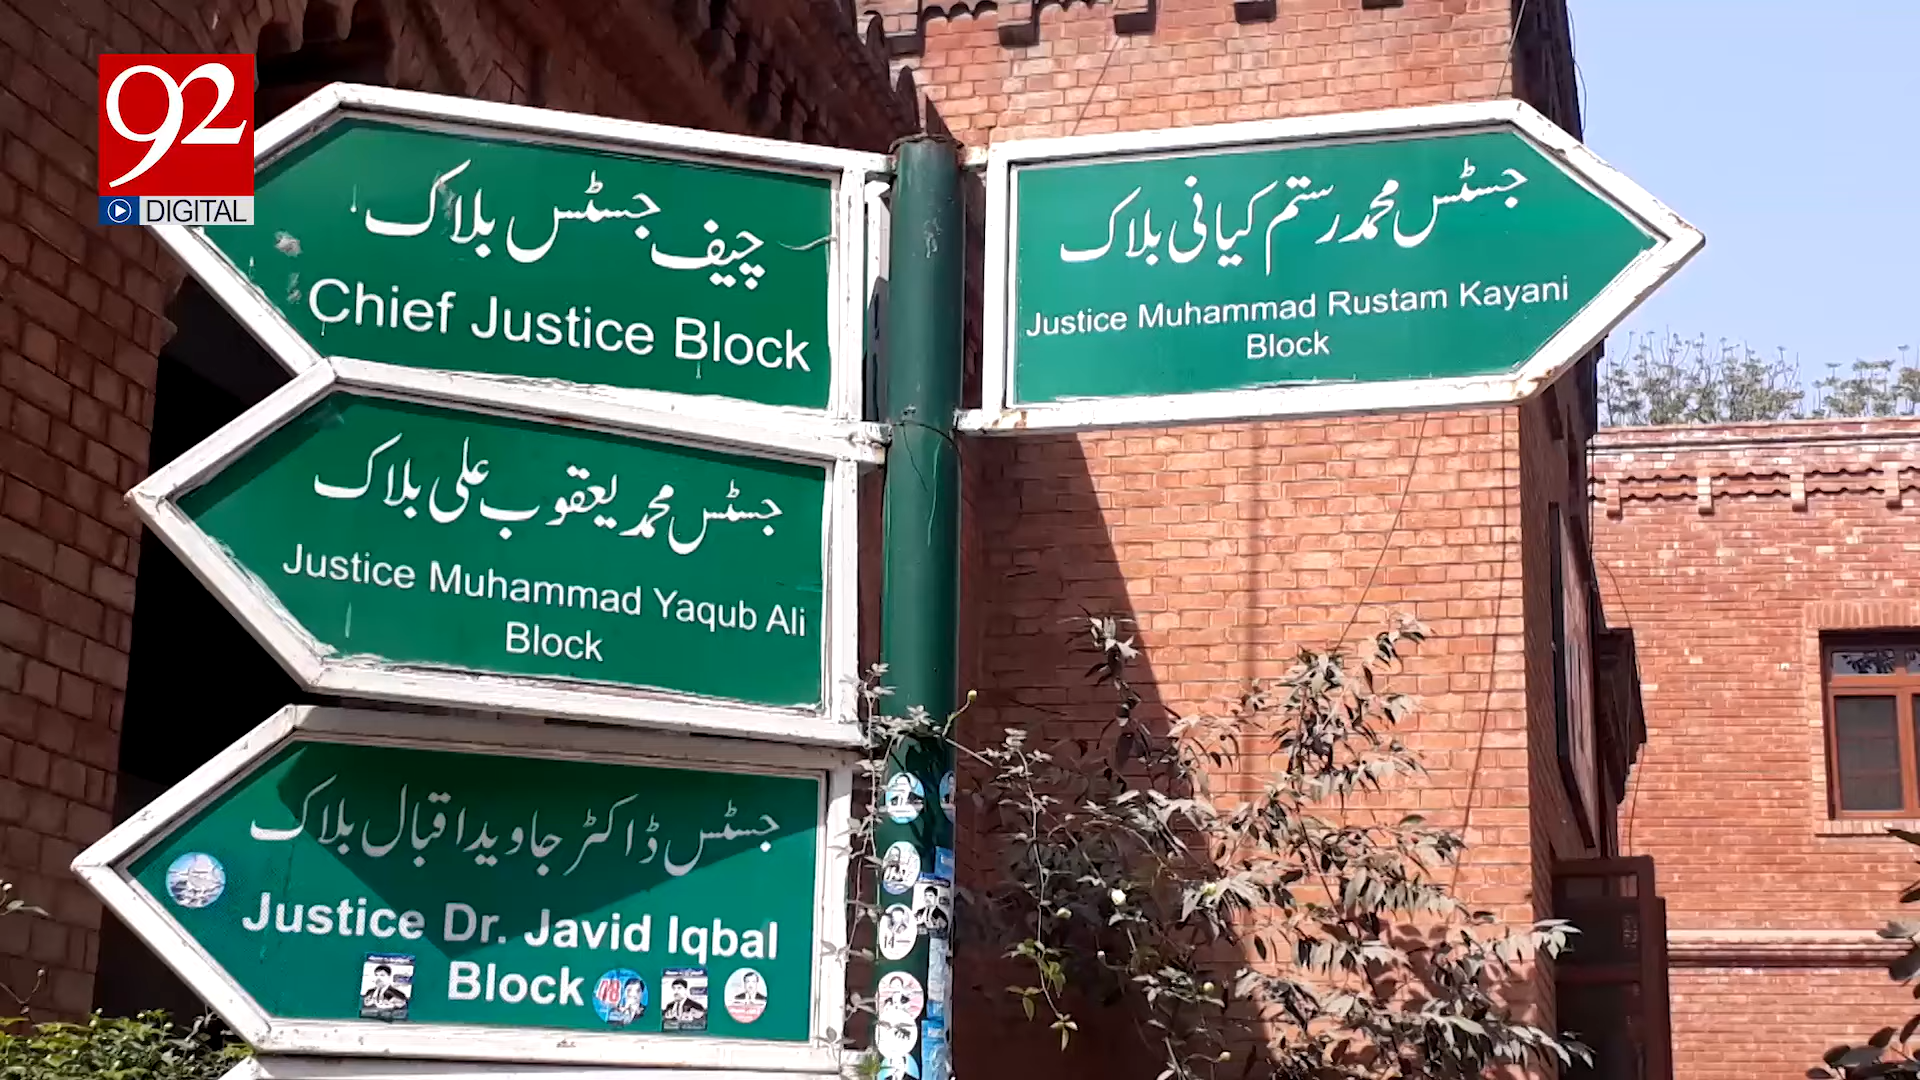 92
DIGITAL
چیف جسٹس بلاک
Chief Justice Block
جسٹس محمد رستم کیانی بلاک
Justice Muhammad Rustam Kayani
Block
جسٹس محمد یعقوب علی بلاک
Justice Muhammad Yaqub Ali
Block
جسٹس ڈاکٹر جاوید اقبال بلاک
Justice Dr. Javid Iqbal
Block